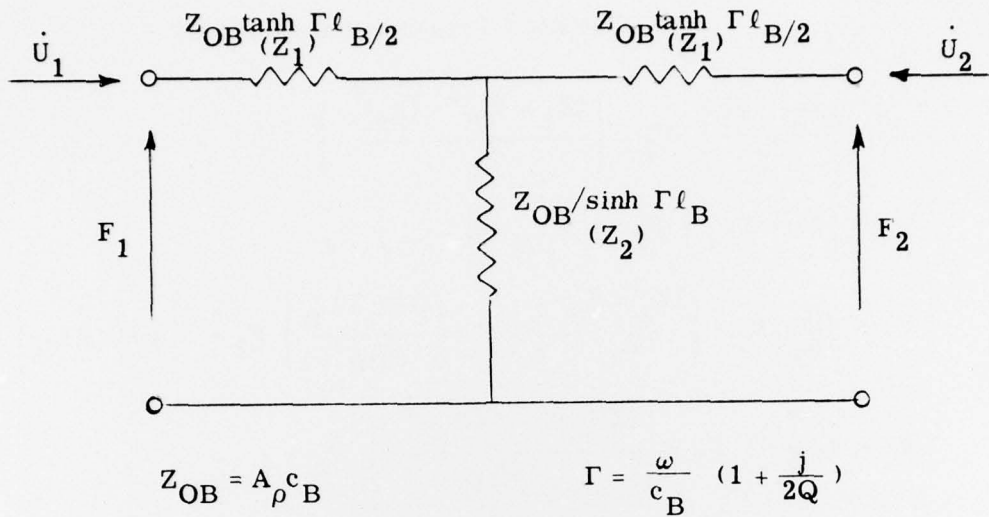 Z_OB tanh Γℓ_B/2
(Z_1)
Z_OB tanh Γℓ_B/2
(Z_1)
U̇_1
U̇_2
F_1
Z_OB/sinh Γℓ_B
(Z_2)
F_2
Z_OB = A_ρ c_B
Γ = ω/c_B (1 + j/2Q)